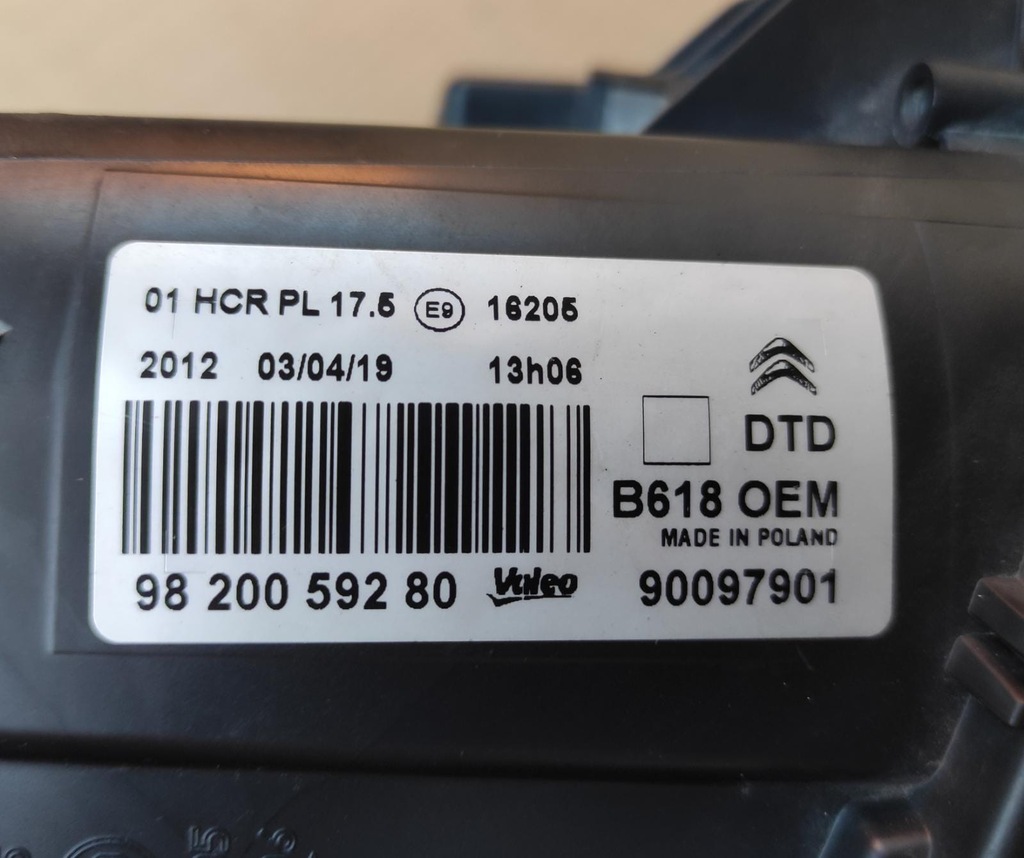 01 HCR PL 17.5 E9 16205
2012 03/04/19 13h06
DTD
B618 OEM
MADE IN POLAND
98 200 592 80 Valeo 90097901